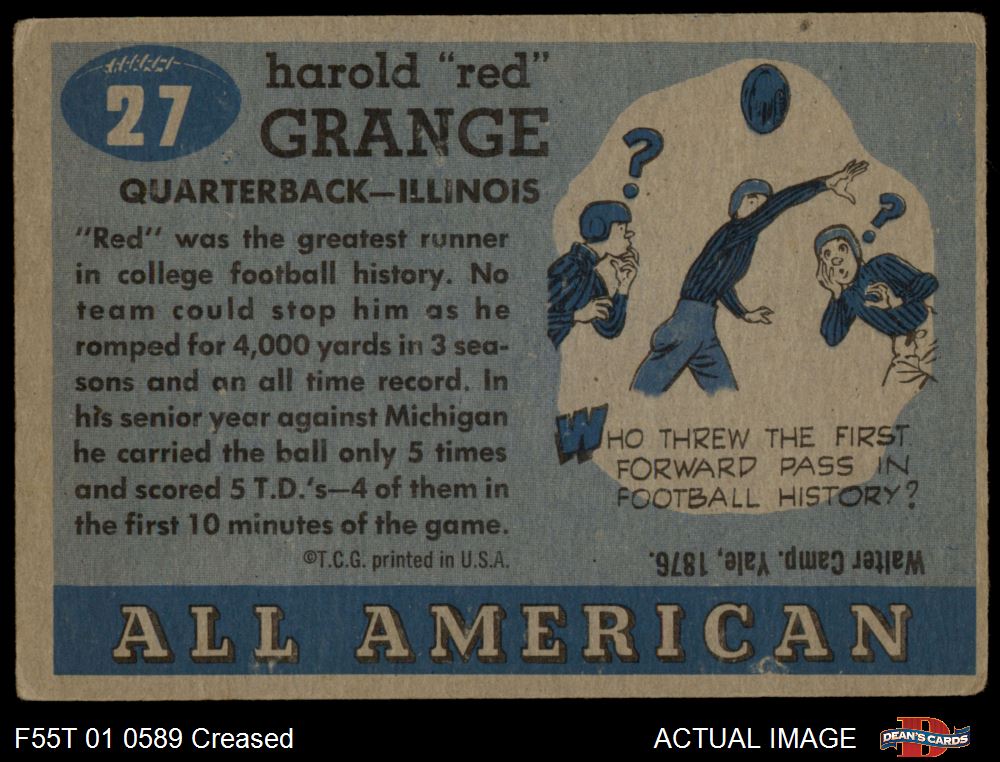 27
harold "red"
GRANGE
QUARTERBACK—ILLINOIS
"Red" was the greatest runner
in college football history. No
team could stop him as he
romped for 4,000 yards in 3 sea-
sons and an all time record. In
his senior year against Michigan
he carried the ball only 5 times
and scored 5 T.D.'s—4 of them in
the first 10 minutes of the game.
©T.C.G. printed in U.S.A.
?
?
WHO THREW THE FIRST
FORWARD PASS IN
FOOTBALL HISTORY?
Walter Camp. Yale, 1876.
ALL AMERICAN
F55T 01 0589 Creased
ACTUAL IMAGE
D
DEAN'S CARDS